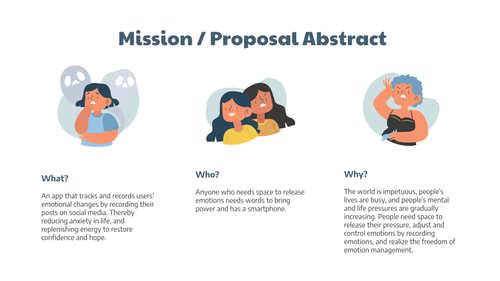 Mission / Proposal Abstract
What?
An app that tracks and records users'
emotional changes by recording their
posts on social media. Thereby
reducing anxiety in life, and
replenishing energy to restore
confidence and hope.
Who?
Anyone who needs space to release
emotions needs words to bring
power and has a smartphone.
Why?
The world is impetuous, people's
lives are busy, and people's mental
and life pressures are gradually
increasing. People need space to
release their pressure, adjust and
control emotions by recording
emotions, and realize the freedom of
emotion management.